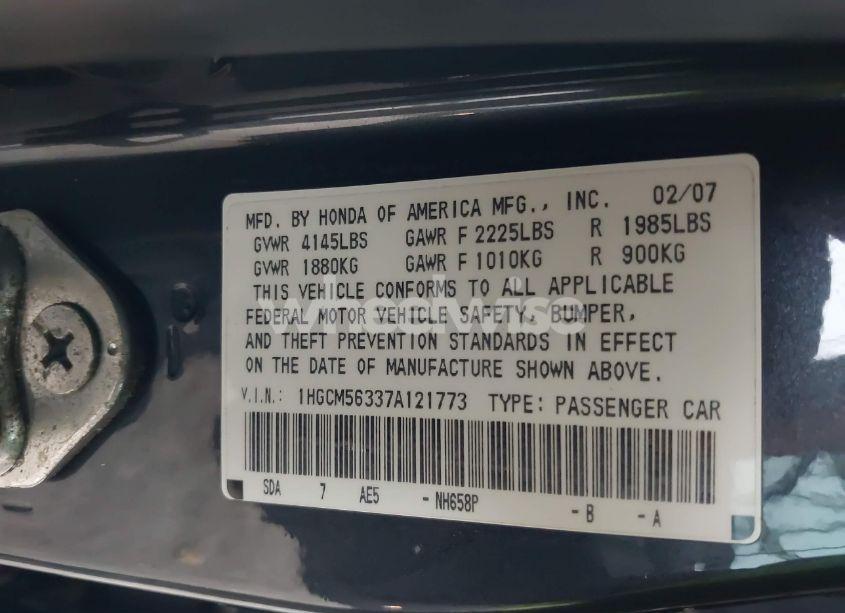 MFD. BY HONDA OF AMERICA MFG., INC. 02/07
GVWR 4145LBS GAWR F 2225LBS R 1985LBS
GVWR 1880KG GAWR F 1010KG R 900KG
THIS VEHICLE CONFORMS TO ALL APPLICABLE
FEDERAL MOTOR VEHICLE SAFETY, BUMPER,
AND THEFT PREVENTION STANDARDS IN EFFECT
ON THE DATE OF MANUFACTURE SHOWN ABOVE.
V.I.N.: 1HGCM56337A121773 TYPE: PASSENGER CAR
SDA 7 AE5 - NH658P - B - A
wheelwise